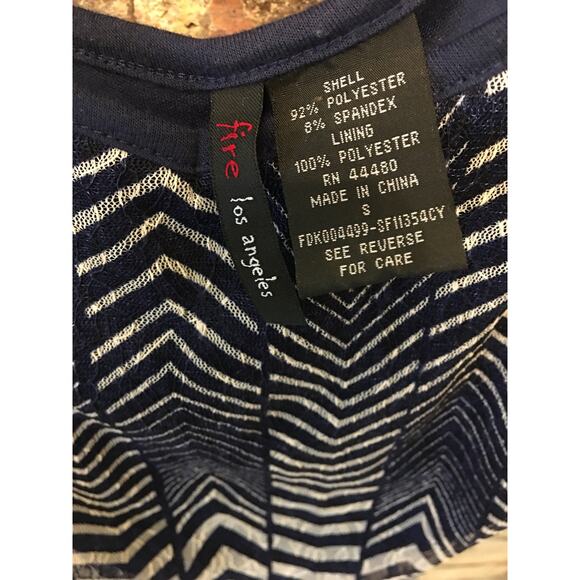 fire
los angeles
SHELL
92% POLYESTER
8% SPANDEX
LINING
100% POLYESTER
RN 44480
MADE IN CHINA
S
FDK004499-SF11354CY
SEE REVERSE
FOR CARE